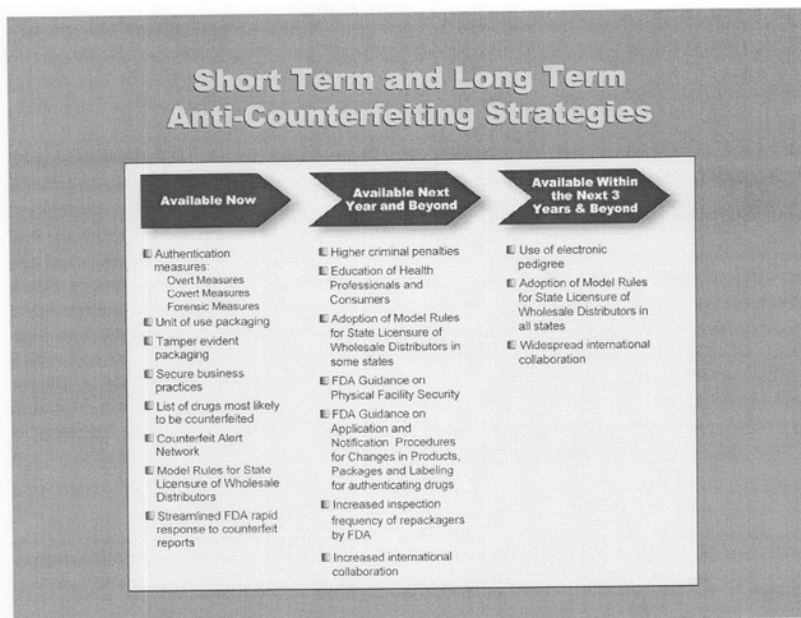 Short Term and Long Term
Anti-Counterfeiting Strategies
Available Now
Authentication
measures:
Overt Measures
Covert Measures
Forensic Measures
Unit of use packaging
Tamper evident
packaging
Secure business
practices
List of drugs most likely
to be counterfeited
Counterfeit Alert
Network
Model Rules for State
Licensure of Wholesale
Distributors
Streamlined FDA rapid
response to counterfeit
reports
Available Next
Year and Beyond
Higher criminal penalties
Education of Health
Professionals and
Consumers
Adoption of Model Rules
for State Licensure of
Wholesale Distributors in
some states
FDA Guidance on
Physical Facility Security
FDA Guidance on
Application and
Notification Procedures
for Changes in Products,
Packages and Labeling
for authenticating drugs
Increased inspection
frequency of repackagers
by FDA
Increased international
collaboration
Available Within
the Next 3
Years & Beyond
Use of electronic
pedigree
Adoption of Model Rules
for State Licensure of
Wholesale Distributors in
all states
Widespread international
collaboration